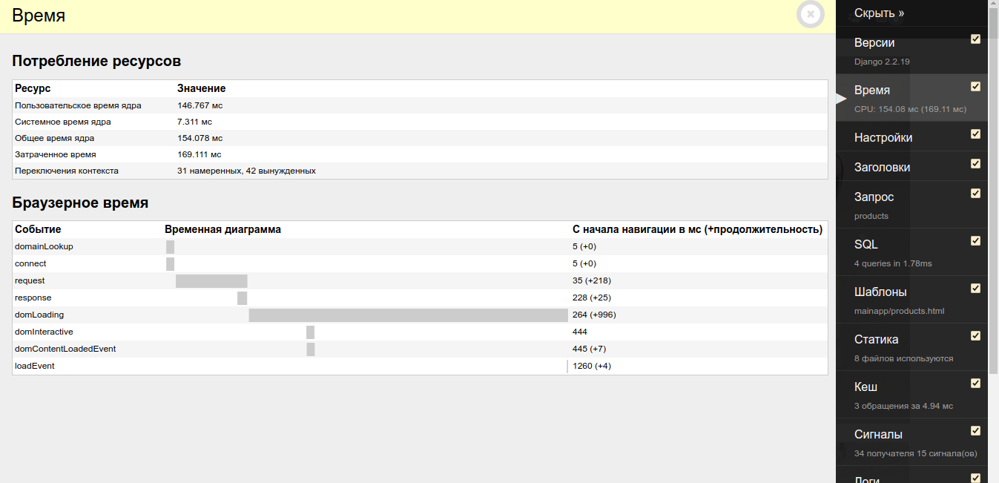 Время
Потребление ресурсов
Ресурс Значение
Пользовательское время ядра 146.767 мс
Системное время ядра 7.311 мс
Общее время ядра 154.078 мс
Затраченное время 169.111 мс
Переключения контекста 31 намеренных, 42 вынужденных
Браузерное время
Событие Временная диаграмма С начала навигации в мс (+продолжительность)
domainLookup 5 (+0)
connect 5 (+0)
request 35 (+218)
response 228 (+25)
domLoading 264 (+996)
domInteractive 444
domContentLoadedEvent 445 (+7)
loadEvent 1260 (+4)
Скрыть »
Версии
Django 2.2.19
Время
CPU: 154.08 мс (169.11 мс)
Настройки
Заголовки
Запрос
products
SQL
4 queries in 1.78ms
Шаблоны
mainapp/products.html
Статика
8 файлов используются
Кеш
3 обращения за 4.94 мс
Сигналы
34 получателя 15 сигнала(ов)
Логи